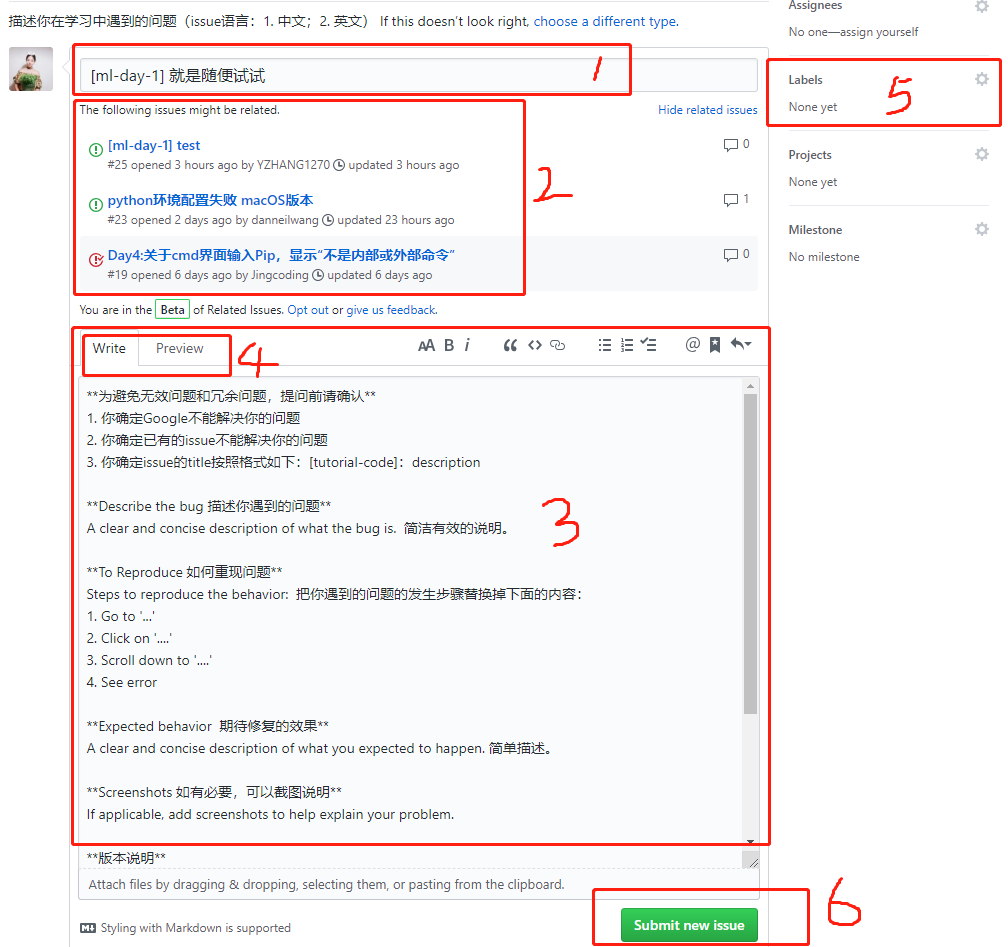 描述你在学习中遇到的问题（issue语言：1. 中文；2. 英文） If this doesn’t look right, choose a different type.
[ml-day-1] 就是随便试试
1
The following issues might be related.
Hide related issues
[ml-day-1] test
0
#25 opened 3 hours ago by YZHANG1270 updated 3 hours ago
python环境配置失败 macOS版本
1
#23 opened 2 days ago by danneilwang updated 23 hours ago
2
Day4:关于cmd界面输入Pip，显示“不是内部或外部命令”
0
#19 opened 6 days ago by Jingcoding updated 6 days ago
You are in the Beta of Related Issues. Opt out or give us feedback.
Write Preview
4
AA B i
**为避免无效问题和冗余问题，提问前请确认**
1. 你确定Google不能解决你的问题
2. 你确定已有的issue不能解决你的问题
3. 你确定issue的title按照格式如下：[tutorial-code]：description
**Describe the bug 描述你遇到的问题**
A clear and concise description of what the bug is. 简洁有效的说明。
3
**To Reproduce 如何重现问题**
Steps to reproduce the behavior: 把你遇到的问题的发生步骤替换掉下面的内容：
1. Go to '...'
2. Click on '....'
3. Scroll down to '....'
4. See error
**Expected behavior 期待修复的效果**
A clear and concise description of what you expected to happen. 简单描述。
**Screenshots 如有必要，可以截图说明**
If applicable, add screenshots to help explain your problem.
**版本说明**
Attach files by dragging & dropping, selecting them, or pasting from the clipboard.
Styling with Markdown is supported
Submit new issue
6
Assignees
No one—assign yourself
Labels
None yet
5
Projects
None yet
Milestone
No milestone